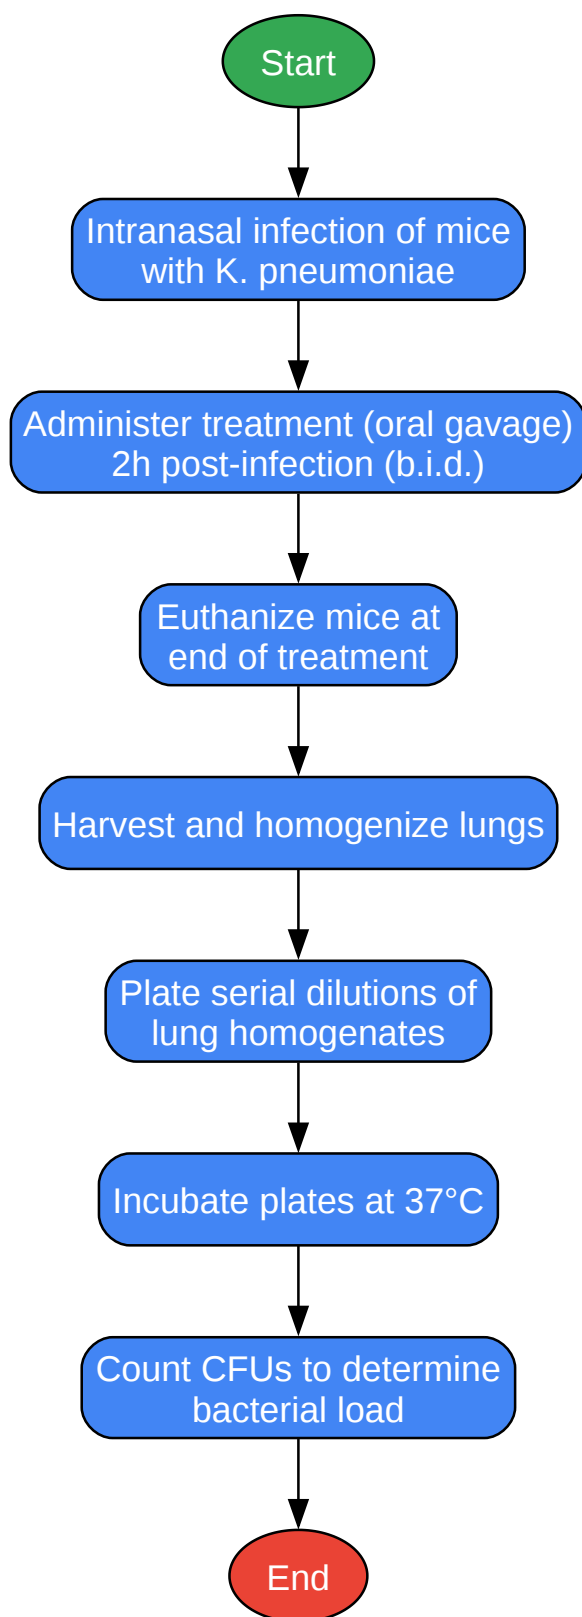 Start
Intranasal infection of mice
with K. pneumoniae
Administer treatment (oral gavage)
2h post-infection (b.i.d.)
Euthanize mice at
end of treatment
Harvest and homogenize lungs
Plate serial dilutions of
lung homogenates
Incubate plates at 37°C
Count CFUs to determine
bacterial load
End